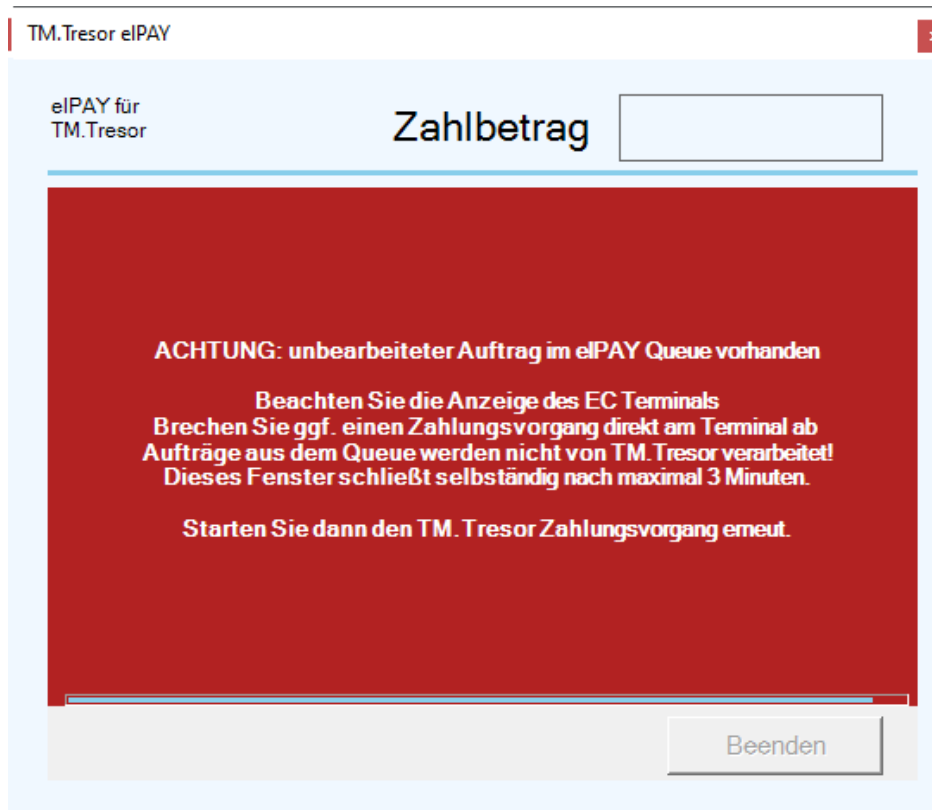 TM.Tresor elPAY
elPAY für
TM.Tresor
Zahlbetrag
ACHTUNG: unbearbeiteter Auftrag im elPAY Queue vorhanden
Beachten Sie die Anzeige des EC Terminals
Brechen Sie ggf. einen Zahlungsvorgang direkt am Terminal ab
Aufträge aus dem Queue werden nicht von TM.Tresor verarbeitet!
Dieses Fenster schließt selbständig nach maximal 3 Minuten.
Starten Sie dann den TM.Tresor Zahlungsvorgang erneut.
Beenden